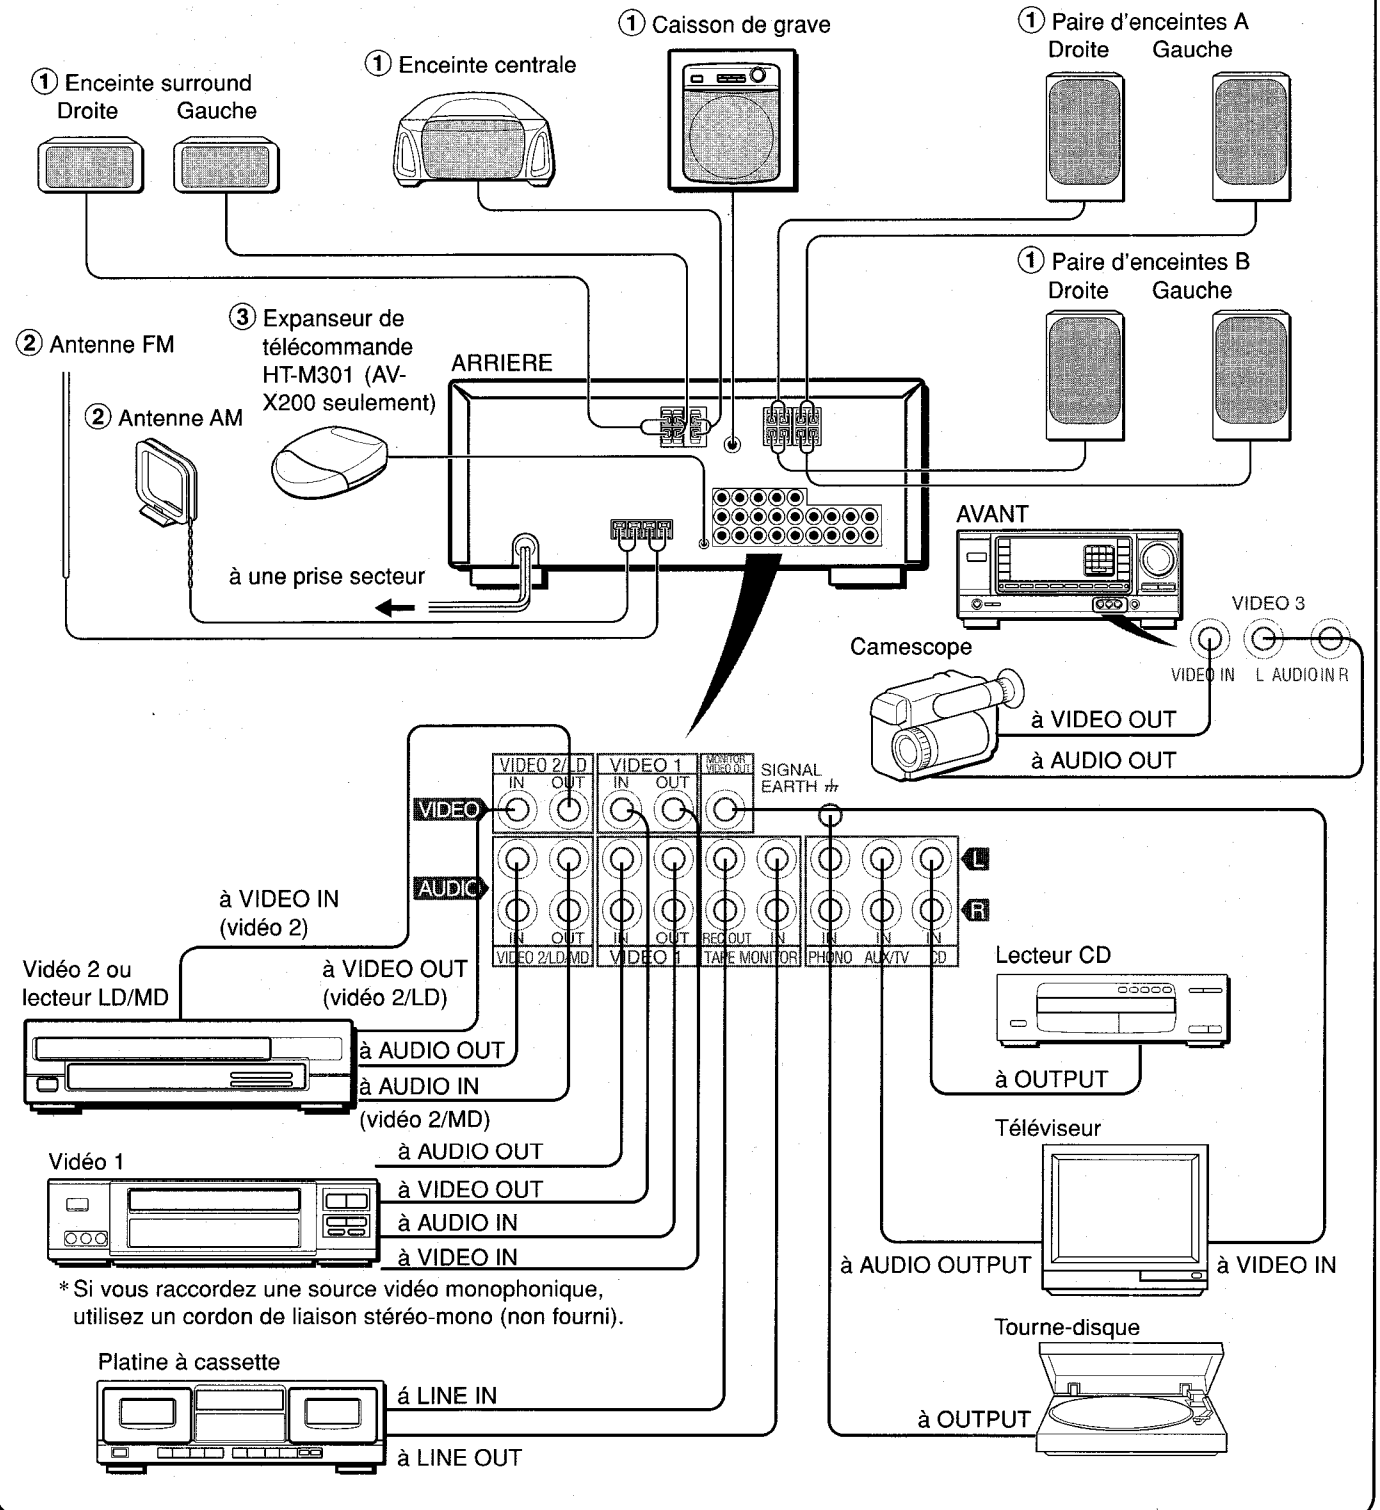 ① Caisson de grave
① Paire d'enceintes A
Droite Gauche
① Enceinte centrale
① Enceinte surround
Droite Gauche
① Paire d'enceintes B
Droite Gauche
③ Expanseur de
télécommande
HT-M301 (AV-
X200 seulement)
② Antenne FM
② Antenne AM
ARRIERE
à une prise secteur
AVANT
VIDEO 3
VIDEO IN L AUDIO IN R
Camescope
à VIDEO OUT
à AUDIO OUT
VIDEO 2/LD
IN OUT
VIDEO 1
IN OUT
MONITOR
VIDEO OUT
SIGNAL
EARTH
VIDEO
AUDIO
L
R
IN OUT IN OUT REC OUT IN IN IN IN
VIDEO 2/LD/MD VIDEO 1 TAPE MONITOR PHONO AUX/TV CD
à VIDEO IN
(vidéo 2)
Vidéo 2 ou
lecteur LD/MD
à VIDEO OUT
(vidéo 2/LD)
à AUDIO OUT
à AUDIO IN
(vidéo 2/MD)
Lecteur CD
à OUTPUT
Vidéo 1
à AUDIO OUT
à VIDEO OUT
à AUDIO IN
à VIDEO IN
Téléviseur
à AUDIO OUTPUT
à VIDEO IN
* Si vous raccordez une source vidéo monophonique,
utilisez un cordon de liaison stéréo-mono (non fourni).
Platine à cassette
á LINE IN
à LINE OUT
Tourne-disque
à OUTPUT